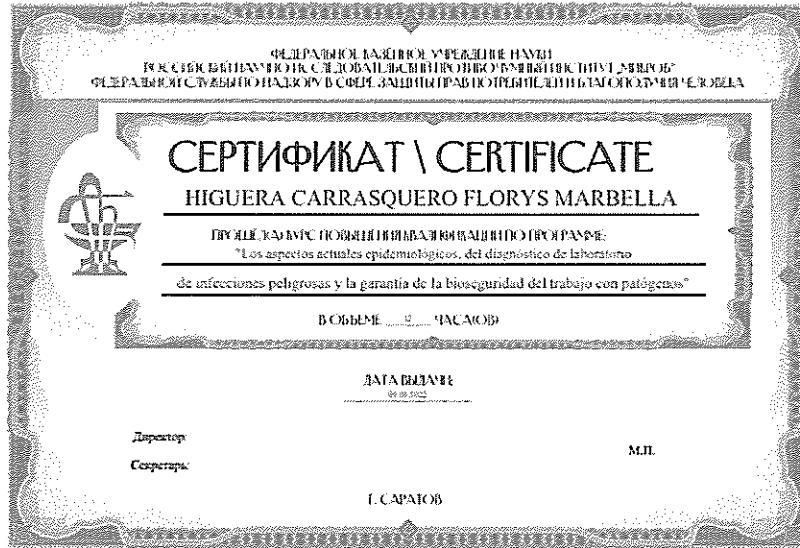 ФЕДЕРАЛЬНОЕ КАЗЁННОЕ УЧРЕЖДЕНИЕ НАУКИ
РОССИЙСКИЙ НАУЧНО ИССЛЕДОВАТЕЛЬСКИЙ ПРОТИВОЧУМНЫЙ ИНСТИТУТ „МИКРОБ“
ФЕДЕРАЛЬНОЙ СЛУЖБЫ ПО НАДЗОРУ В СФЕРЕ ЗАЩИТЫ ПРАВ ПОТРЕБИТЕЛЕЙ И БЛАГОПОЛУЧИЯ ЧЕЛОВЕКА
СЕРТИФИКАТ \ CERTIFICATE
HIGUERA CARRASQUERO FLORYS MARBELLA
ПРОШЁЛ(А) КУРС ПОВЫШЕНИЯ КВАЛИФИКАЦИИ ПО ПРОГРАММЕ:
"Los aspectos actuales epidemiológicos, del diagnóstico de laboratorio
de infecciones peligrosas y la garantía de la bioseguridad del trabajo con patógenos"
В ОБЪЕМЕ ЧАСА(ОВ)
ДАТА ВЫДАЧИ:
Директор:
М.П.
Секретарь:
Г. САРАТОВ